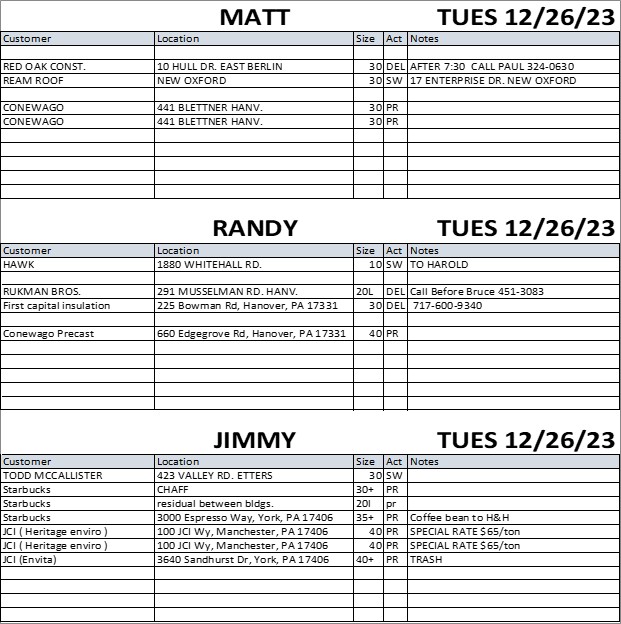 MATT TUES 12/26/23
Customer Location Size Act Notes
RED OAK CONST. 10 HULL DR. EAST BERLIN 30 DEL AFTER 7:30 CALL PAUL 324-0630
REAM ROOF NEW OXFORD 30 SW 17 ENTERPRISE DR. NEW OXFORD
CONEWAGO 441 BLETTNER HANV. 30 PR
CONEWAGO 441 BLETTNER HANV. 30 PR
RANDY TUES 12/26/23
Customer Location Size Act Notes
HAWK 1880 WHITEHALL RD. 10 SW TO HAROLD
RUKMAN BROS. 291 MUSSELMAN RD. HANV. 20L DEL Call Before Bruce 451-3083
First capital insulation 225 Bowman Rd, Hanover, PA 17331 30 DEL 717-600-9340
Conewago Precast 660 Edgegrove Rd, Hanover, PA 17331 40 PR
JIMMY TUES 12/26/23
Customer Location Size Act Notes
TODD MCCALLISTER 423 VALLEY RD. ETTERS 30 SW
Starbucks CHAFF 30+ PR
Starbucks residual between bldgs. 20l pr
Starbucks 3000 Espresso Way, York, PA 17406 35+ PR Coffee bean to H&H
JCI ( Heritage enviro ) 100 JCI Wy, Manchester, PA 17406 40 PR SPECIAL RATE $65/ton
JCI ( Heritage enviro ) 100 JCI Wy, Manchester, PA 17406 40 PR SPECIAL RATE $65/ton
JCI (Envita) 3640 Sandhurst Dr, York, PA 17406 40+ PR TRASH